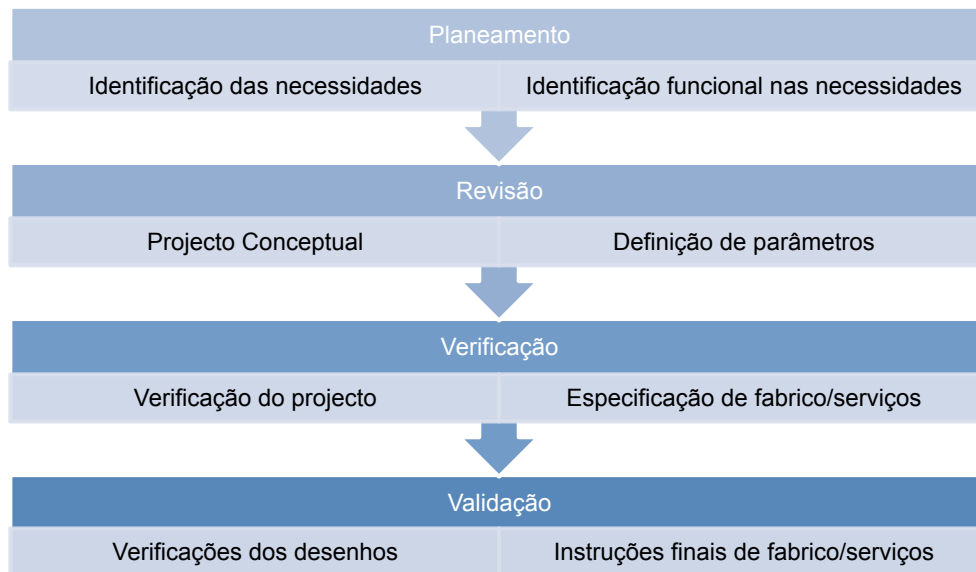 Planeamento
Identificação das necessidades
Identificação funcional nas necessidades
Revisão
Projecto Conceptual
Definição de parâmetros
Verificação
Verificação do projecto
Especificação de fabrico/serviços
Validação
Verificações dos desenhos
Instruções finais de fabrico/serviços